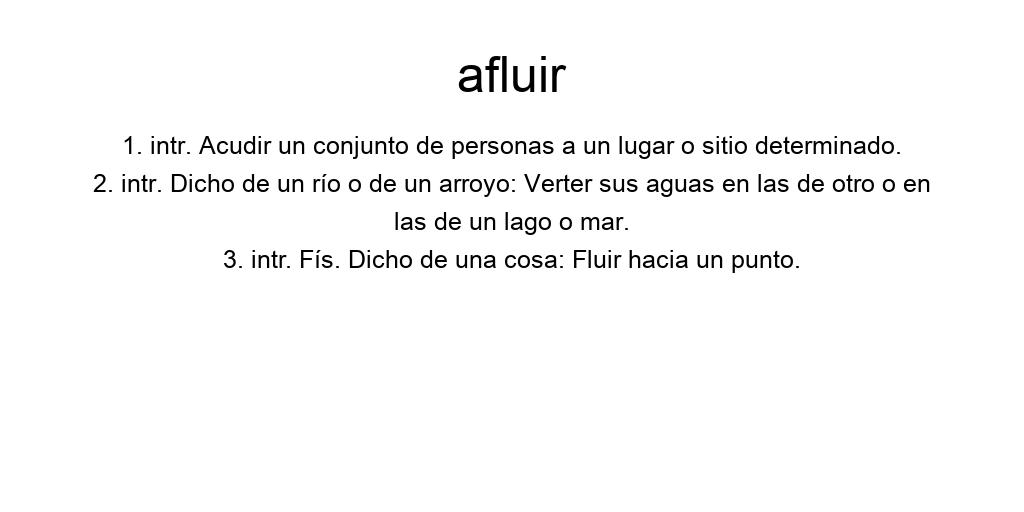 afluir
1. intr. Acudir un conjunto de personas a un lugar o sitio determinado.
2. intr. Dicho de un río o de un arroyo: Verter sus aguas en las de otro o en
las de un lago o mar.
3. intr. Fís. Dicho de una cosa: Fluir hacia un punto.